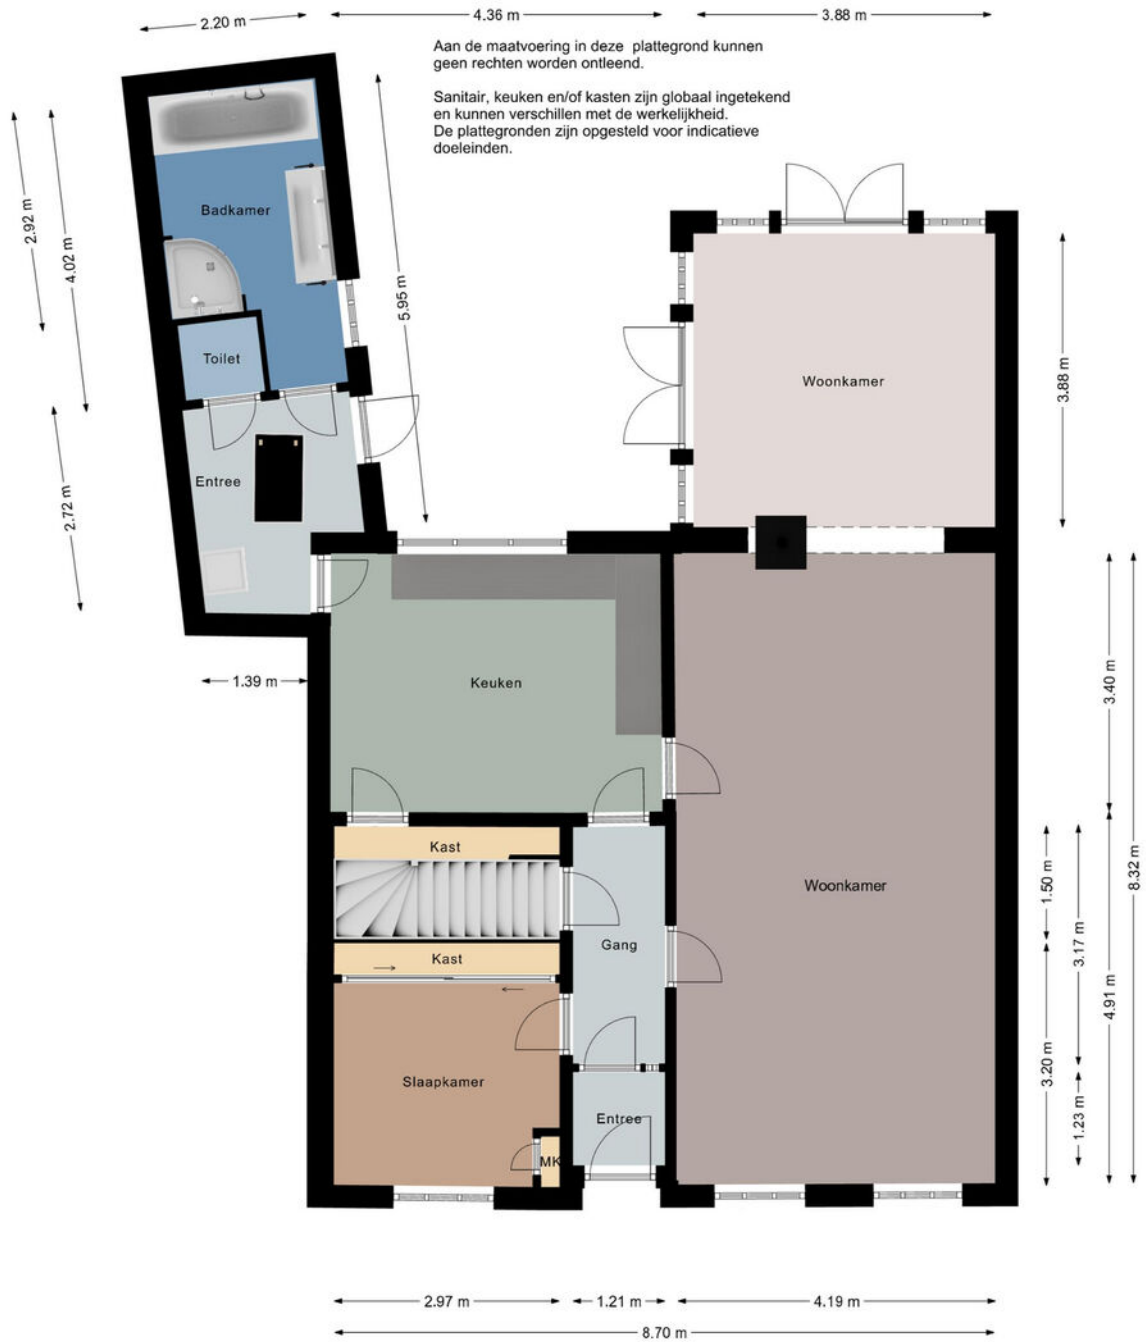 2.20 m
4.36 m
3.88 m
Aan de maatvoering in deze plattegrond kunnen
geen rechten worden ontleend.
Sanitair, keuken en/of kasten zijn globaal ingetekend
en kunnen verschillen met de werkelijkheid.
De plattegronden zijn opgesteld voor indicatieve
doeleinden.
2.92 m
4.02 m
5.95 m
Badkamer
Toilet
Woonkamer
3.88 m
Entree
2.72 m
1.39 m
Keuken
3.40 m
Kast
Woonkamer
1.50 m
8.32 m
Gang
3.17 m
Kast
4.91 m
3.20 m
Slaapkamer
Entree
1.23 m
MK
2.97 m
1.21 m
4.19 m
8.70 m